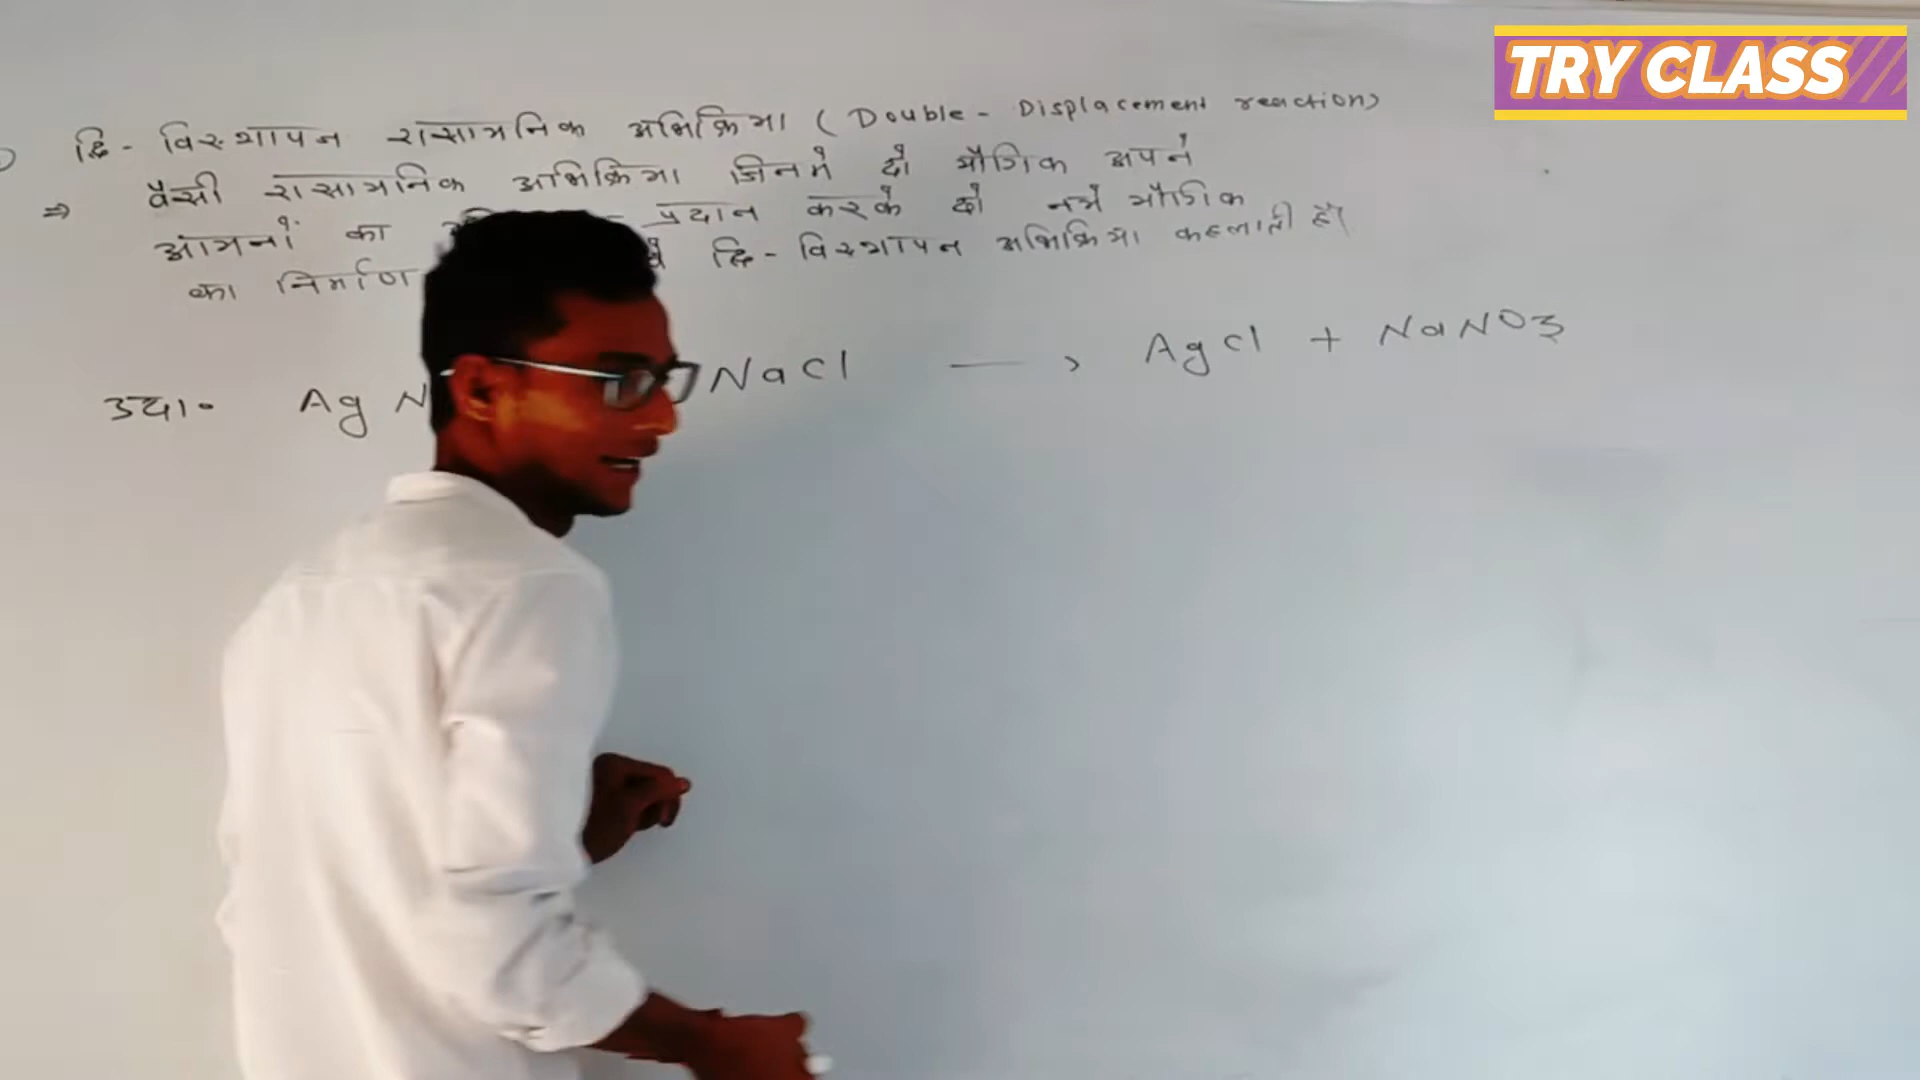 TRY CLASS
द्वि - विस्थापन रासायनिक अभिक्रिया ( Double - Displacement reaction)
⇒ वैसी रासायनिक अभिक्रिया जिनमें दो यौगिक अपने
आयनों का प्रदान करके दो नये यौगिक
का निर्माण द्वि - विस्थापन अभिक्रिया कहलाती है।
उदा० Ag N NaCl → AgCl + NaNO3